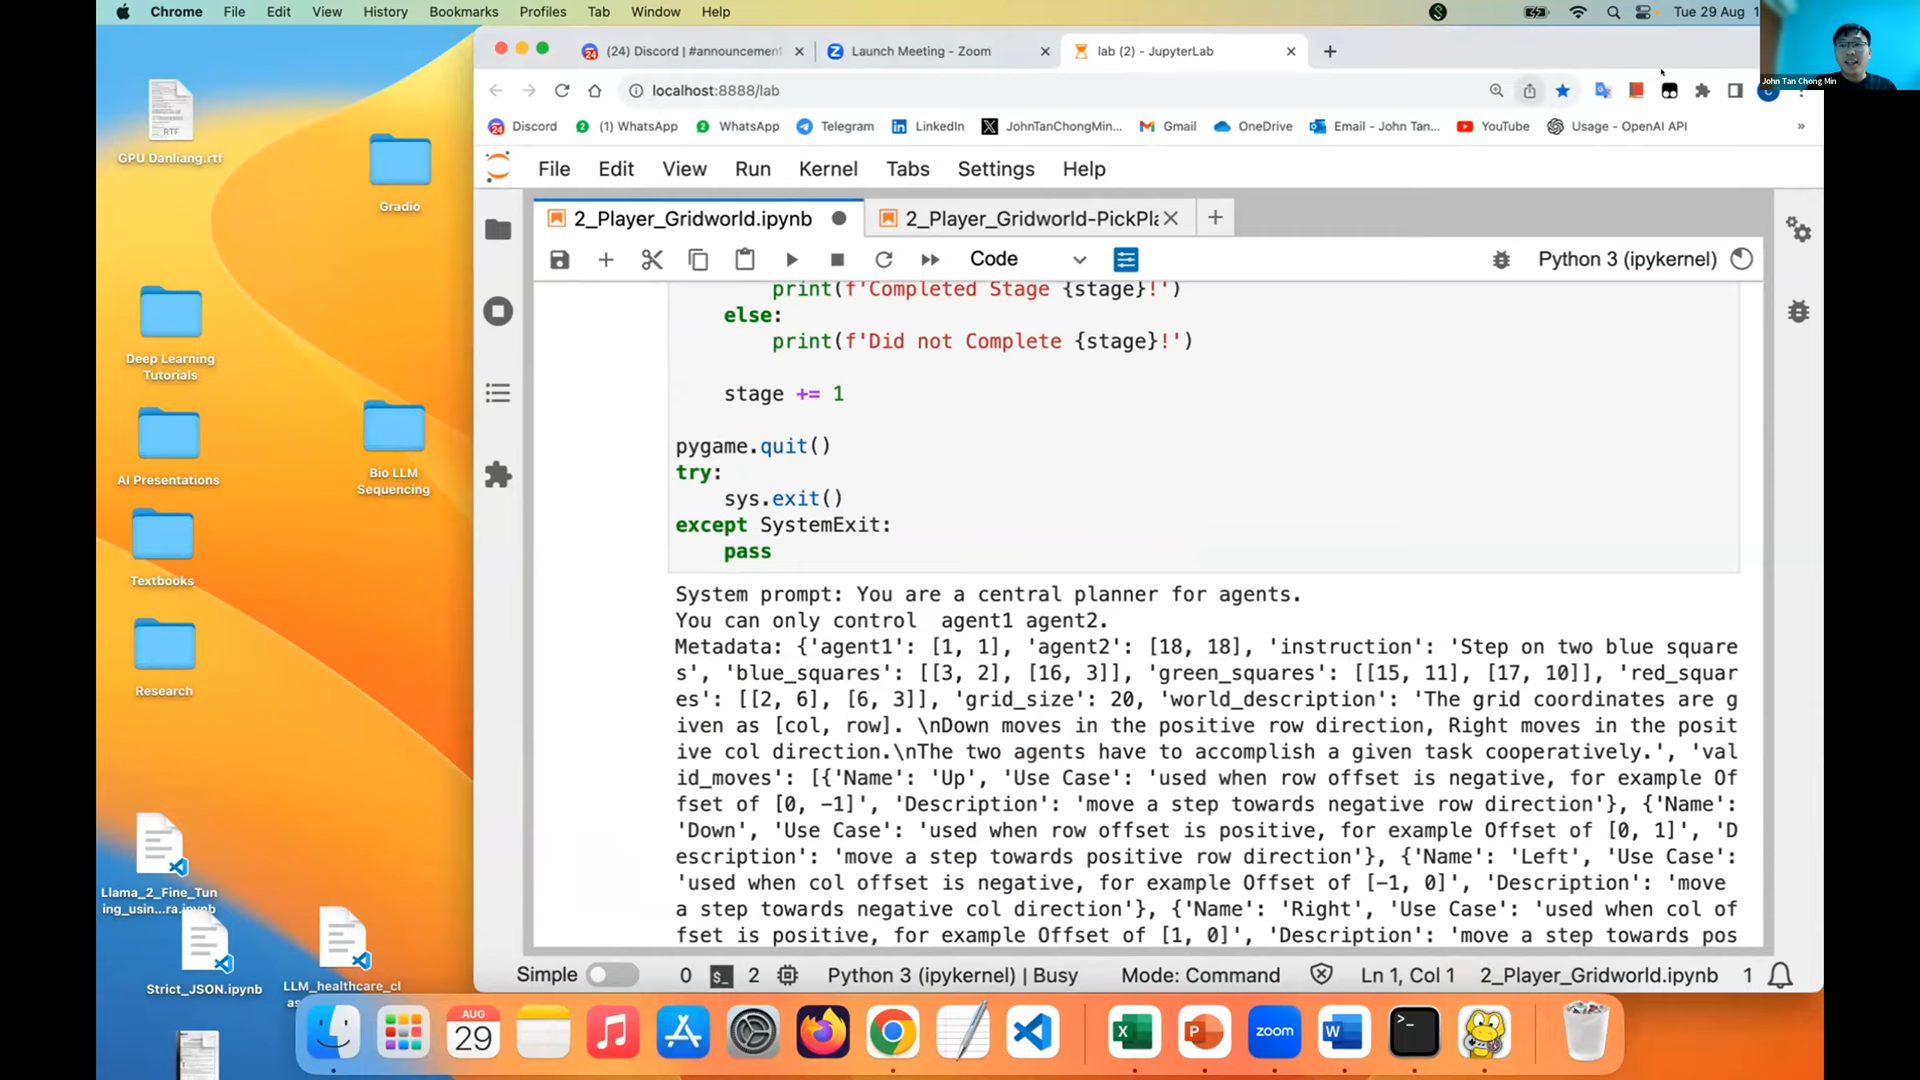 Chrome File Edit View History Bookmarks Profiles Tab Window Help
Tue 29 Aug 1
John Tan Chong Min
(24) Discord | #announcement
Launch Meeting - Zoom
lab (2) - JupyterLab
localhost:8888/lab
Discord
(1) WhatsApp
WhatsApp
Telegram
LinkedIn
JohnTanChongMin...
Gmail
OneDrive
Email - John Tan...
YouTube
Usage - OpenAI API
»
File Edit View Run Kernel Tabs Settings Help
2_Player_Gridworld.ipynb
2_Player_Gridworld-PickPla
Code
Python 3 (ipykernel)
print(f'Completed Stage {stage}!')
else:
print(f'Did not Complete {stage}!')
stage += 1
pygame.quit()
try:
sys.exit()
except SystemExit:
pass
System prompt: You are a central planner for agents.
You can only control  agent1 agent2.
Metadata: {'agent1': [1, 1], 'agent2': [18, 18], 'instruction': 'Step on two blue square
s', 'blue_squares': [[3, 2], [16, 3]], 'green_squares': [[15, 11], [17, 10]], 'red_squar
es': [[2, 6], [6, 3]], 'grid_size': 20, 'world_description': 'The grid coordinates are g
iven as [col, row]. \nDown moves in the positive row direction, Right moves in the posit
ive col direction.\nThe two agents have to accomplish a given task cooperatively.', 'val
id_moves': [{'Name': 'Up', 'Use Case': 'used when row offset is negative, for example Of
fset of [0, -1]', 'Description': 'move a step towards negative row direction'}, {'Name':
'Down', 'Use Case': 'used when row offset is positive, for example Offset of [0, 1]', 'D
escription': 'move a step towards positive row direction'}, {'Name': 'Left', 'Use Case':
'used when col offset is negative, for example Offset of [-1, 0]', 'Description': 'move
a step towards negative col direction'}, {'Name': 'Right', 'Use Case': 'used when col of
fset is positive, for example Offset of [1, 0]', 'Description': 'move a step towards pos
Simple 0 2 Python 3 (ipykernel) | Busy Mode: Command Ln 1, Col 1 2_Player_Gridworld.ipynb 1
RTF
GPU Danliang.rtf
Gradio
Deep Learning
Tutorials
AI Presentations
Bio LLM
Sequencing
Textbooks
Research
Llama_2_Fine_Tun
ing_usin...ra.ipynb
Strict_JSON.ipynb
LLM_healthcare_cl
AUG
29
zoom